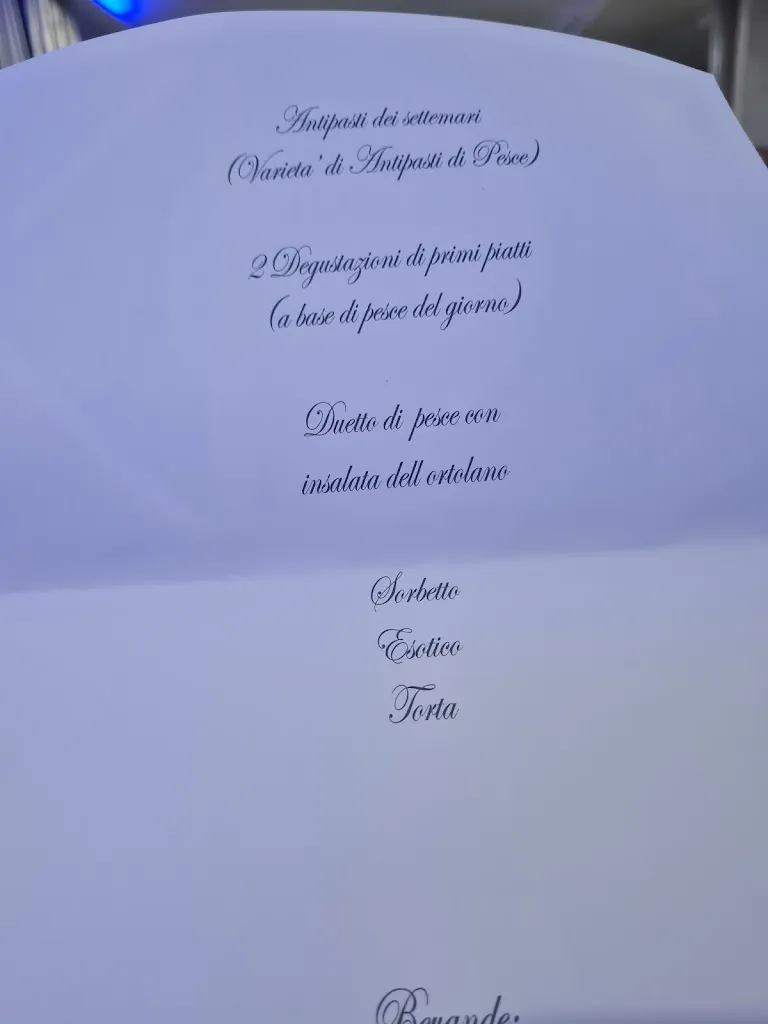 Antipasti dei settemari
(Varieta' di Antipasti di Pesce)
2 Degustazioni di primi piatti
(a base di pesce del giorno)
Duetto di pesce con
insalata dell ortolano
Sorbetto
Esotico
Torta
Bevande: